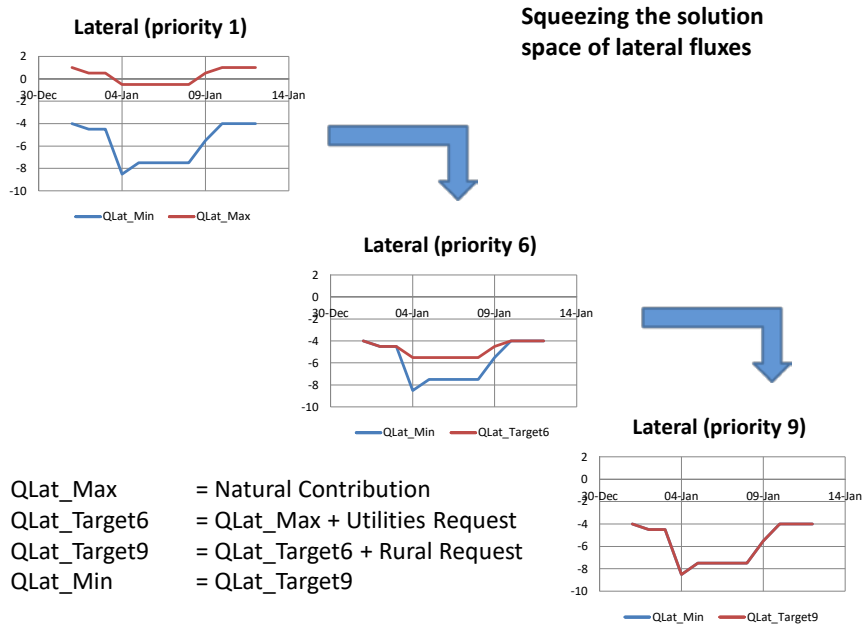 Squeezing the solution
space of lateral fluxes
Lateral (priority 1)
2
0
-2
-4
-6
-8
-10
30-Dec 04-Jan 09-Jan 14-Jan
QLat_Min QLat_Max
Lateral (priority 6)
2
0
-2
-4
-6
-8
-10
30-Dec 04-Jan 09-Jan 14-Jan
QLat_Min QLat_Target6
Lateral (priority 9)
2
0
-2
-4
-6
-8
-10
30-Dec 04-Jan 09-Jan 14-Jan
QLat_Min QLat_Target9
QLat_Max = Natural Contribution
QLat_Target6 = QLat_Max + Utilities Request
QLat_Target9 = QLat_Target6 + Rural Request
QLat_Min = QLat_Target9